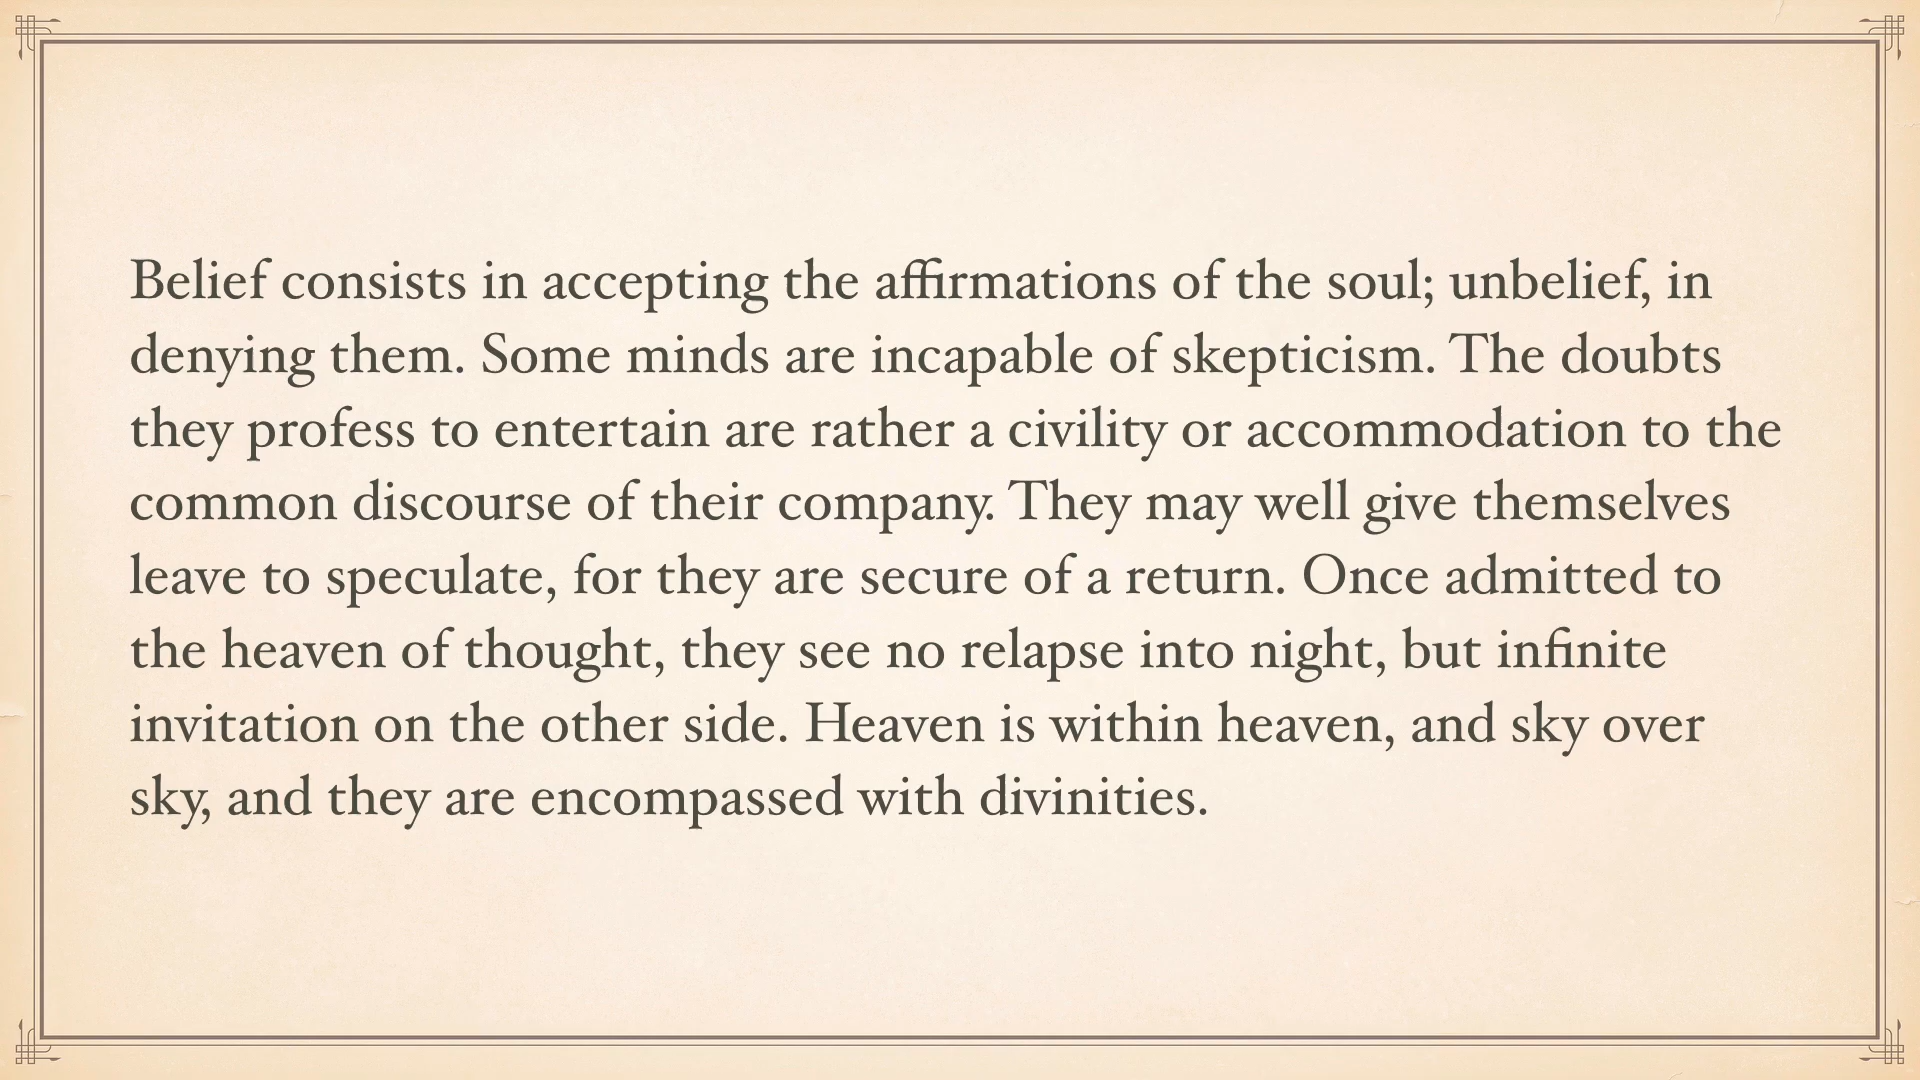 Belief consists in accepting the affirmations of the soul; unbelief, in
denying them. Some minds are incapable of skepticism. The doubts
they profess to entertain are rather a civility or accommodation to the
common discourse of their company. They may well give themselves
leave to speculate, for they are secure of a return. Once admitted to
the heaven of thought, they see no relapse into night, but infinite
invitation on the other side. Heaven is within heaven, and sky over
sky, and they are encompassed with divinities.